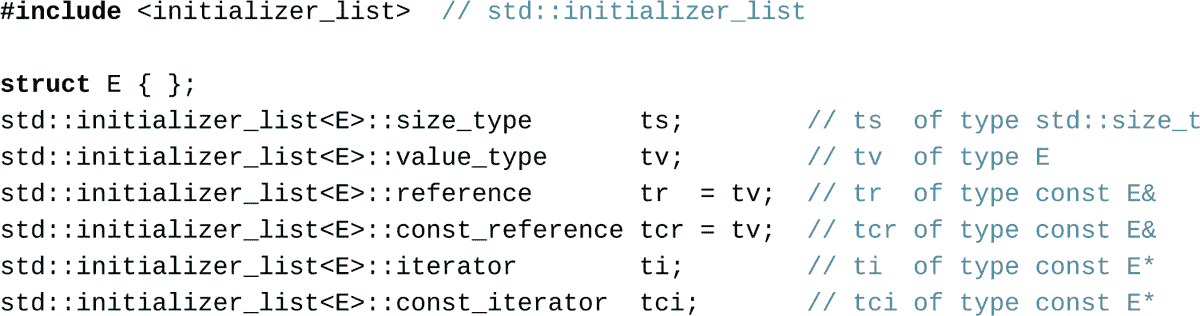 #include <initializer_list>  // std::initializer_list

struct E { };
std::initializer_list<E>::size_type       ts;        // ts  of type std::size_t
std::initializer_list<E>::value_type      tv;        // tv  of type E
std::initializer_list<E>::reference       tr  = tv;  // tr  of type const E&
std::initializer_list<E>::const_reference tcr = tv;  // tcr of type const E&
std::initializer_list<E>::iterator        ti;        // ti  of type const E*
std::initializer_list<E>::const_iterator  tci;       // tci of type const E*